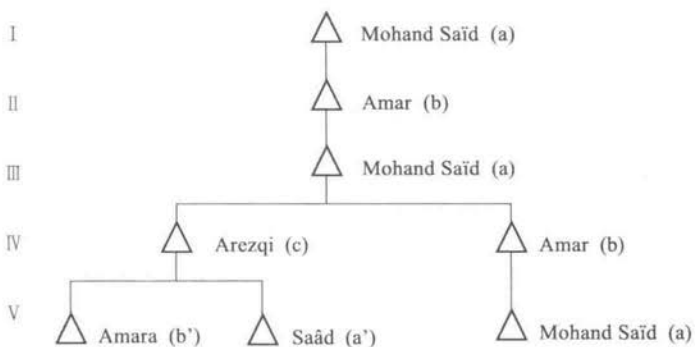 I Mohand Saïd (a)
II Amar (b)
III Mohand Saïd (a)
IV Arezqi (c) Amar (b)
V Amara (b’) Saâd (a’) Mohand Saïd (a)